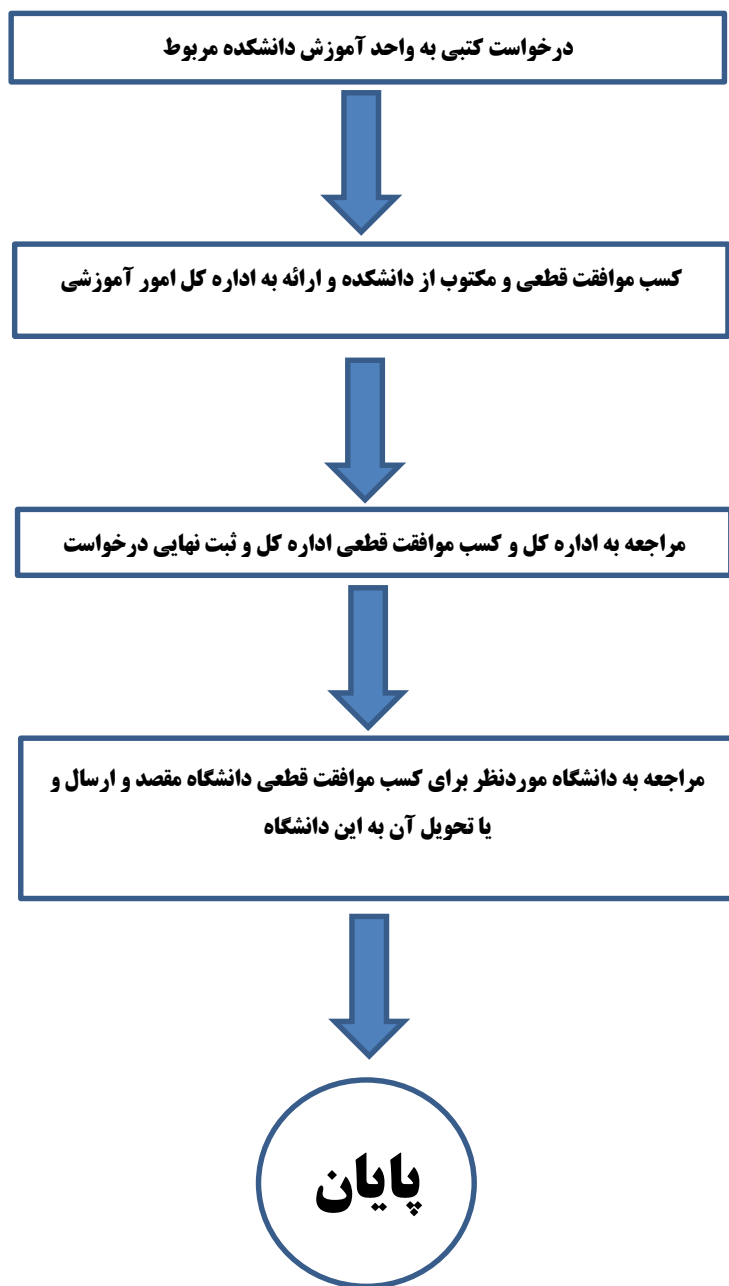 درخواست کتبی به واحد آموزش دانشکده مربوط
کسب موافقت قطعی و مکتوب از دانشکده و ارائه به اداره کل امور آموزشی
مراجعه به اداره کل و کسب موافقت قطعی اداره کل و ثبت نهایی درخواست
مراجعه به دانشگاه موردنظر برای کسب موافقت قطعی دانشگاه مقصد و ارسال و
یا تحویل آن به این دانشگاه
پایان